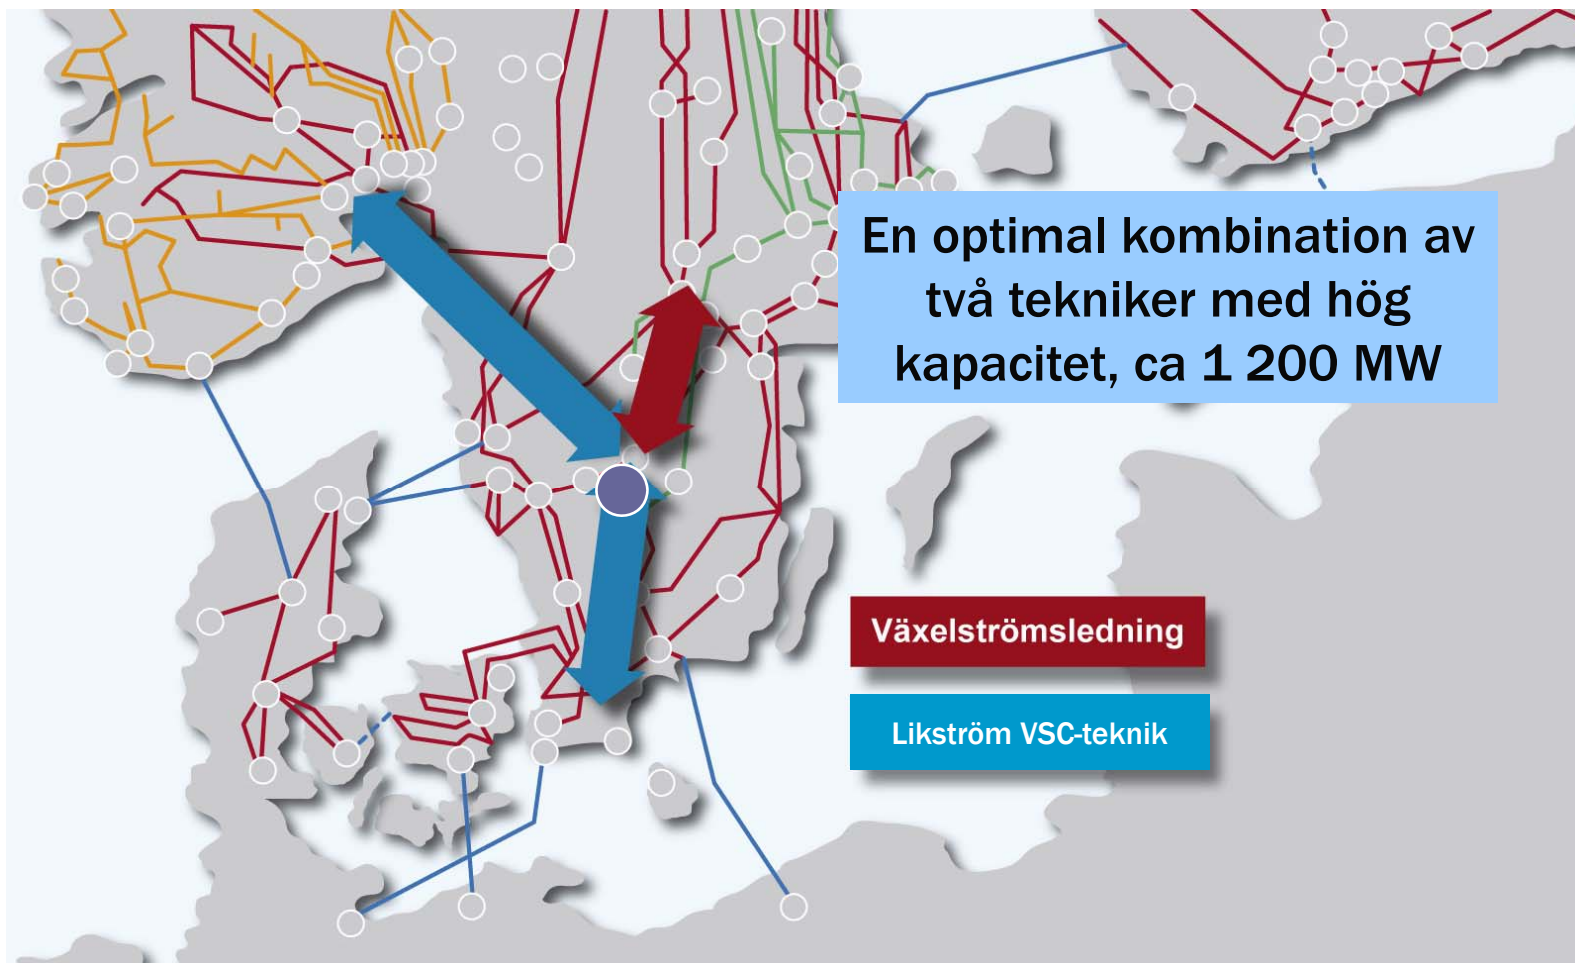 En optimal kombination av
två tekniker med hög
kapacitet, ca 1 200 MW
Växelströmsledning
Likström VSC-teknik